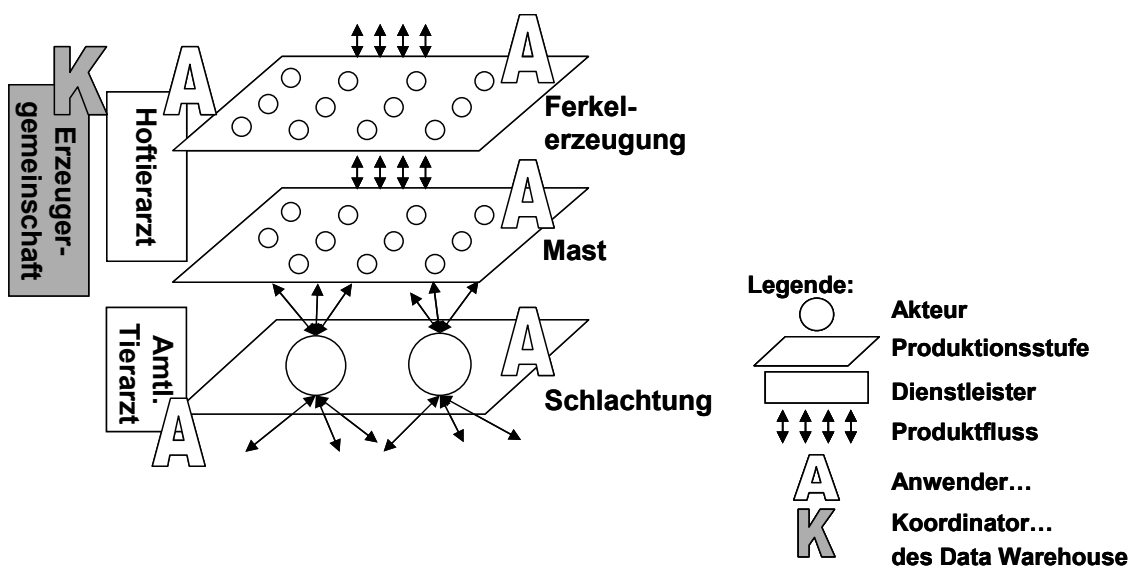 K
Erzeuger-
gemeinschaft
A
Hoftierarzt
A
Ferkel-
erzeugung
A
Mast
Amtl.
Tierarzt
A
A
Schlachtung
Legende:
Akteur
Produktionsstufe
Dienstleister
Produktfluss
A
Anwender...
K
Koordinator...
des Data Warehouse